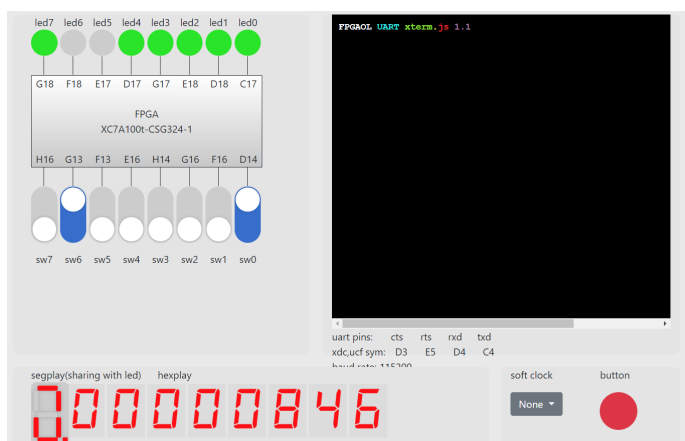 led7 led6 led5 led4 led3 led2 led1 led0
FPGAOL UART xterm.js 1.1
G18 F18 E17 D17 G17 E18 D18 C17
FPGA
XC7A100t-CSG324-1
H16 G13 F13 E16 H14 G16 F16 D14
sw7 sw6 sw5 sw4 sw3 sw2 sw1 sw0
uart pins: cts rts rxd txd
xdc,ucf sym: D3 E5 D4 C4
baud rate: 115200
segplay(sharing with led) hexplay
soft clock button
00000846
None